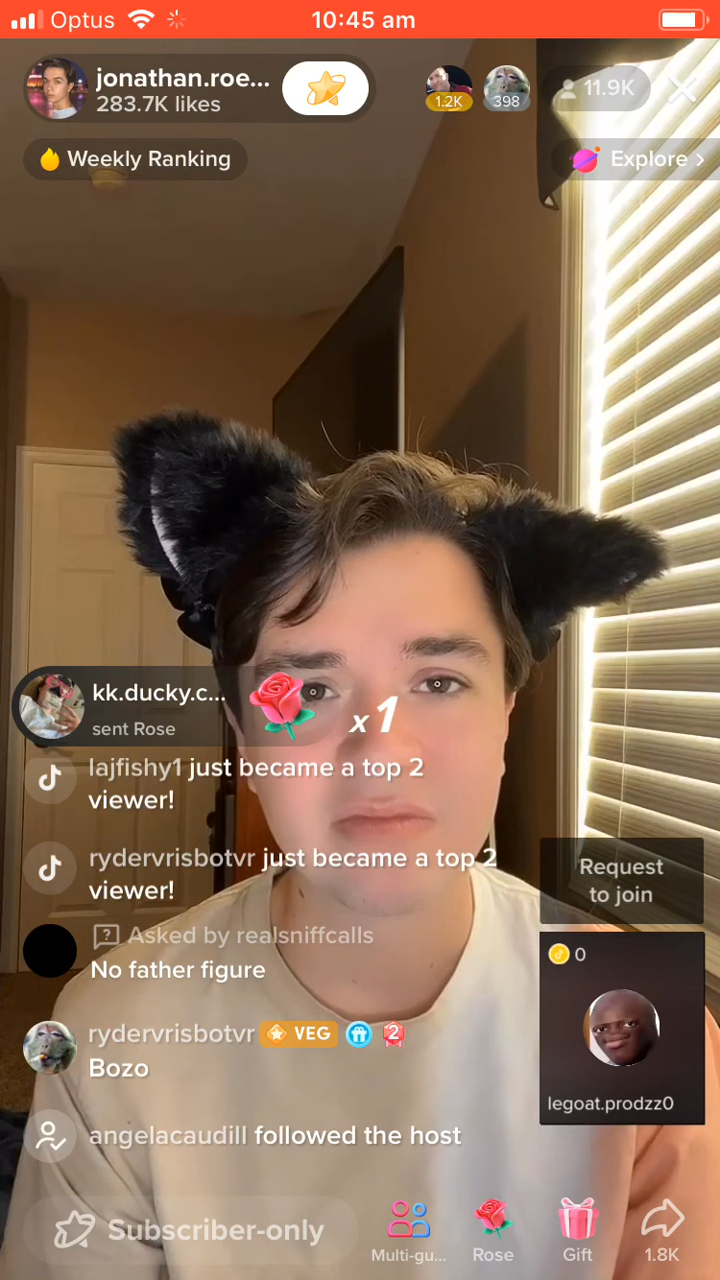 Optus
10:45 am
jonathan.roe...
283.7K likes
1.2K
398
11.9K
Weekly Ranking
Explore
kk.ducky.c...
sent Rose
x1
lajfishy1 just became a top 2
viewer!
rydervrisbotvr just became a top 2
viewer!
Asked by realsniffcalls
No father figure
rydervrisbotvr VEG 2
Bozo
angelacaudill followed the host
Request
to join
0
legoat.prodzz0
Subscriber-only
Multi-gu...
Rose
Gift
1.8K